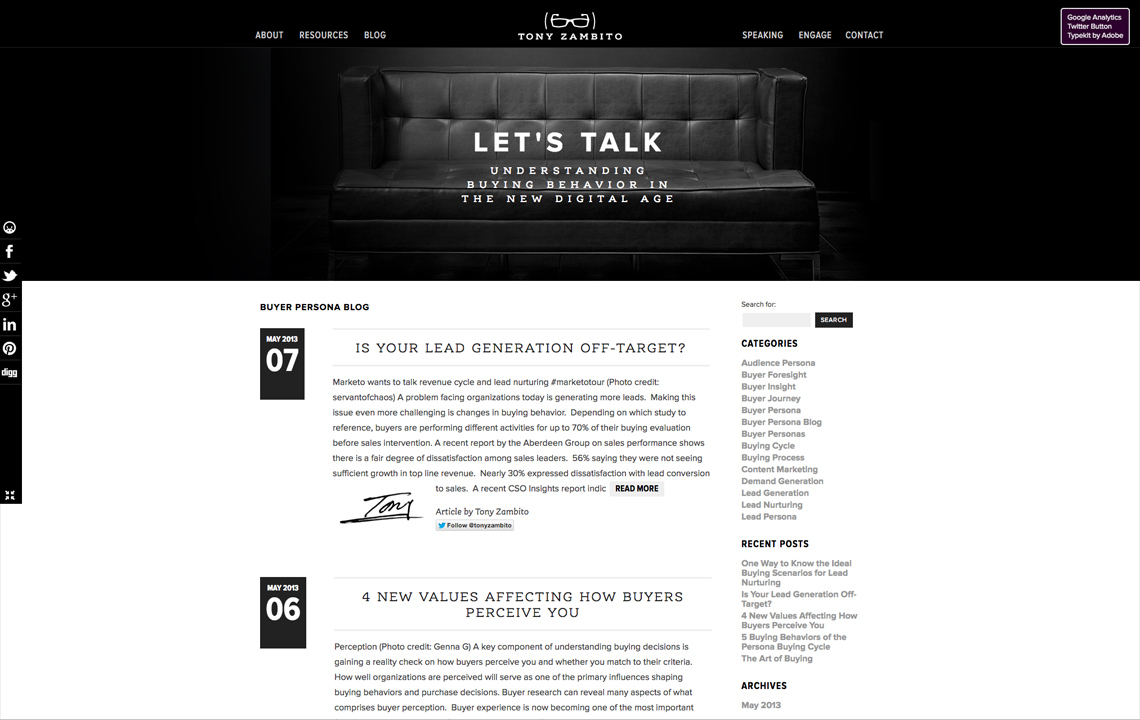 ABOUT RESOURCES BLOG
TONY ZAMBITO
SPEAKING ENGAGE CONTACT
Google Analytics
Twitter Button
Typekit by Adobe
LET'S TALK
UNDERSTANDING
BUYING BEHAVIOR IN
THE NEW DIGITAL AGE
f
g+
in
digg
BUYER PERSONA BLOG
MAY 2013
07
IS YOUR LEAD GENERATION OFF-TARGET?
Marketo wants to talk revenue cycle and lead nurturing #marketotour (Photo credit:
servantofchaos) A problem facing organizations today is generating more leads.  Making this
issue even more challenging is changes in buying behavior.  Depending on which study to
reference, buyers are performing different activities for up to 70% of their buying evaluation
before sales intervention. A recent report by the Aberdeen Group on sales performance shows
there is a fair degree of dissatisfaction among sales leaders.  56% saying they were not seeing
sufficient growth in top line revenue.  Nearly 30% expressed dissatisfaction with lead conversion
to sales.  A recent CSO Insights report indic READ MORE
Tony
Article by Tony Zambito
Follow @tonyzambito
MAY 2013
06
4 NEW VALUES AFFECTING HOW BUYERS
PERCEIVE YOU
Perception (Photo credit: Genna G) A key component of understanding buying decisions is
gaining a reality check on how buyers perceive you and whether you match to their criteria.
How well organizations are perceived will serve as one of the primary influences shaping
buying behaviors and purchase decisions. Buyer research can reveal many aspects of what
comprises buyer perception.  Buyer experience is now becoming one of the most important
Search for:
SEARCH
CATEGORIES
Audience Persona
Buyer Foresight
Buyer Insight
Buyer Journey
Buyer Persona
Buyer Persona Blog
Buyer Personas
Buying Cycle
Buying Process
Content Marketing
Demand Generation
Lead Generation
Lead Nurturing
Lead Persona
RECENT POSTS
One Way to Know the Ideal
Buying Scenarios for Lead
Nurturing
Is Your Lead Generation Off-
Target?
4 New Values Affecting How
Buyers Perceive You
5 Buying Behaviors of the
Persona Buying Cycle
The Art of Buying
ARCHIVES
May 2013